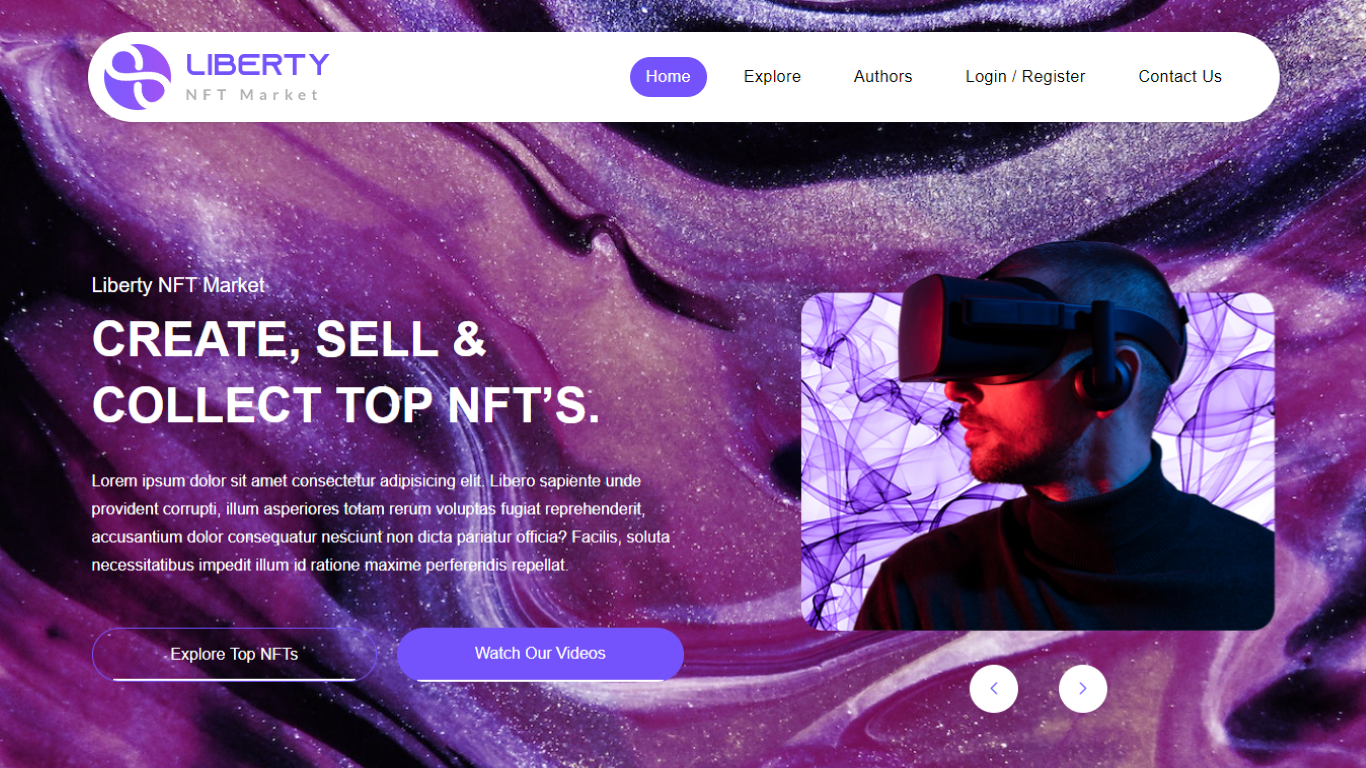 LIBERTY
NFT Market
Home
Explore
Authors
Login / Register
Contact Us
Liberty NFT Market
CREATE, SELL &
COLLECT TOP NFT’S.
Lorem ipsum dolor sit amet consectetur adipisicing elit. Libero sapiente unde
provident corrupti, illum asperiores totam rerum voluptas fugiat reprehenderit,
accusantium dolor consequatur nesciunt non dicta pariatur officia? Facilis, soluta
necessitatibus impedit illum id ratione maxime perferendis repellat.
Explore Top NFTs
Watch Our Videos